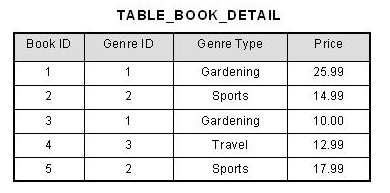 TABLE_BOOK_DETAIL
Book ID Genre ID Genre Type Price
1 1 Gardening 25.99
2 2 Sports 14.99
3 1 Gardening 10.00
4 3 Travel 12.99
5 2 Sports 17.99